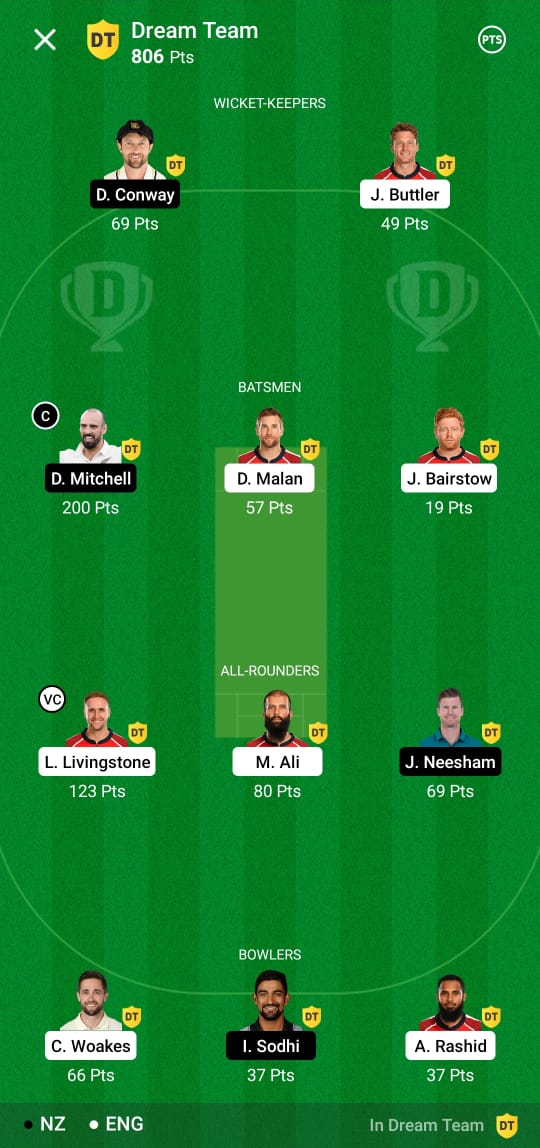 DT Dream Team
806 Pts
PTS
WICKET-KEEPERS
DT DT
D. Conway J. Buttler
69 Pts 49 Pts
D D
BATSMEN
C
DT DT DT
D. Mitchell D. Malan J. Bairstow
200 Pts 57 Pts 19 Pts
ALL-ROUNDERS
VC
DT DT DT
L. Livingstone M. Ali J. Neesham
123 Pts 80 Pts 69 Pts
BOWLERS
DT DT DT
C. Woakes I. Sodhi A. Rashid
66 Pts 37 Pts 37 Pts
NZ ENG In Dream Team DT